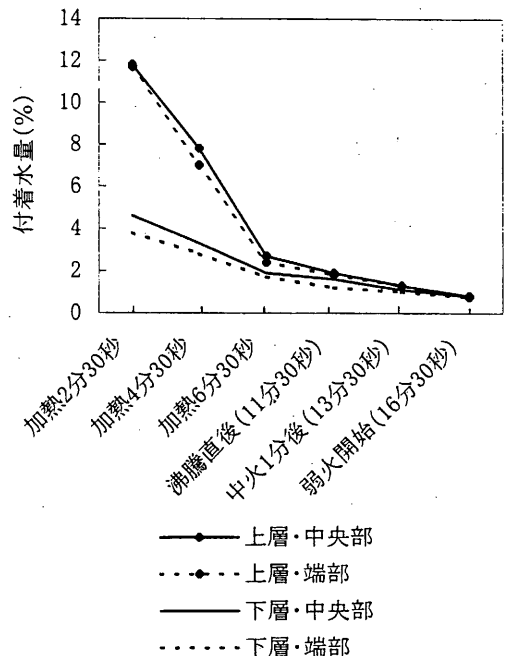 付着水量(%)
14
12
10
8
6
4
2
0
加熱2分30秒
加熱4分30秒
加熱6分30秒
沸騰直後(11分30秒)
中火1分後(13分30秒)
弱火開始(16分30秒)
上層・中央部
上層・端部
下層・中央部
下層・端部